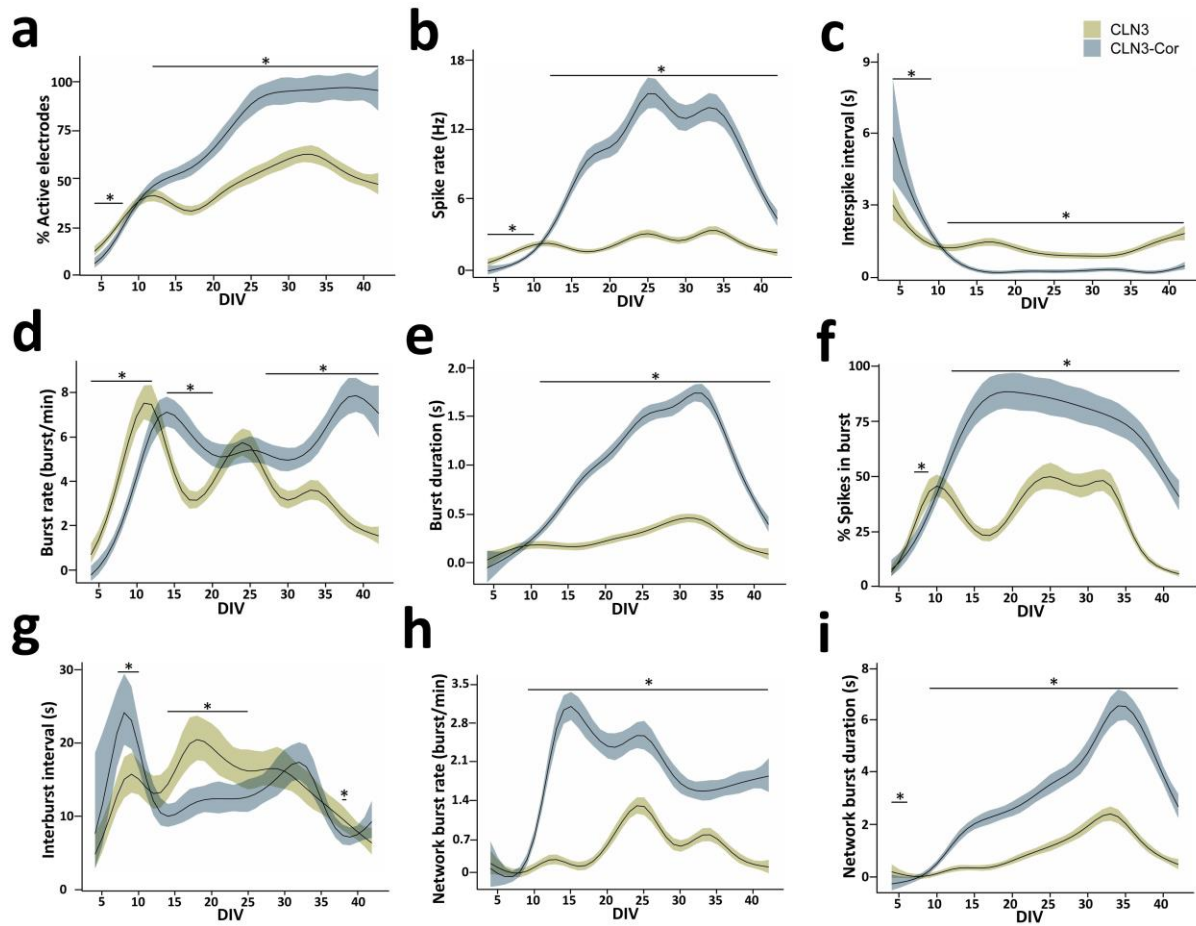 a
b
c
CLN3
CLN3-Cor
% Active electrodes
100
75
50
25
0
*
*
5 10 15 20 25 30 35 40
DIV
Spike rate (Hz)
18
12
6
0
*
*
5 10 15 20 25 30 35 40
DIV
Interspike interval (s)
9
6
3
0
*
*
5 10 15 20 25 30 35 40
DIV
d
e
f
Burst rate (burst/min)
8
6
4
2
0
*
*
*
5 10 15 20 25 30 35 40
DIV
Burst duration (s)
2.0
1.5
1.0
0.5
0.0
*
5 10 15 20 25 30 35 40
DIV
% Spikes in burst
100
75
50
25
0
*
*
5 10 15 20 25 30 35 40
DIV
g
h
i
Interburst interval (s)
30
20
10
0
*
*
*
5 10 15 20 25 30 35 40
DIV
Network burst rate (burst/min)
3.5
2.8
1.4
0.7
0
*
5 10 15 20 25 30 35 40
DIV
Network burst duration (s)
8
6
4
2
0
*
*
5 10 15 20 25 30 35 40
DIV